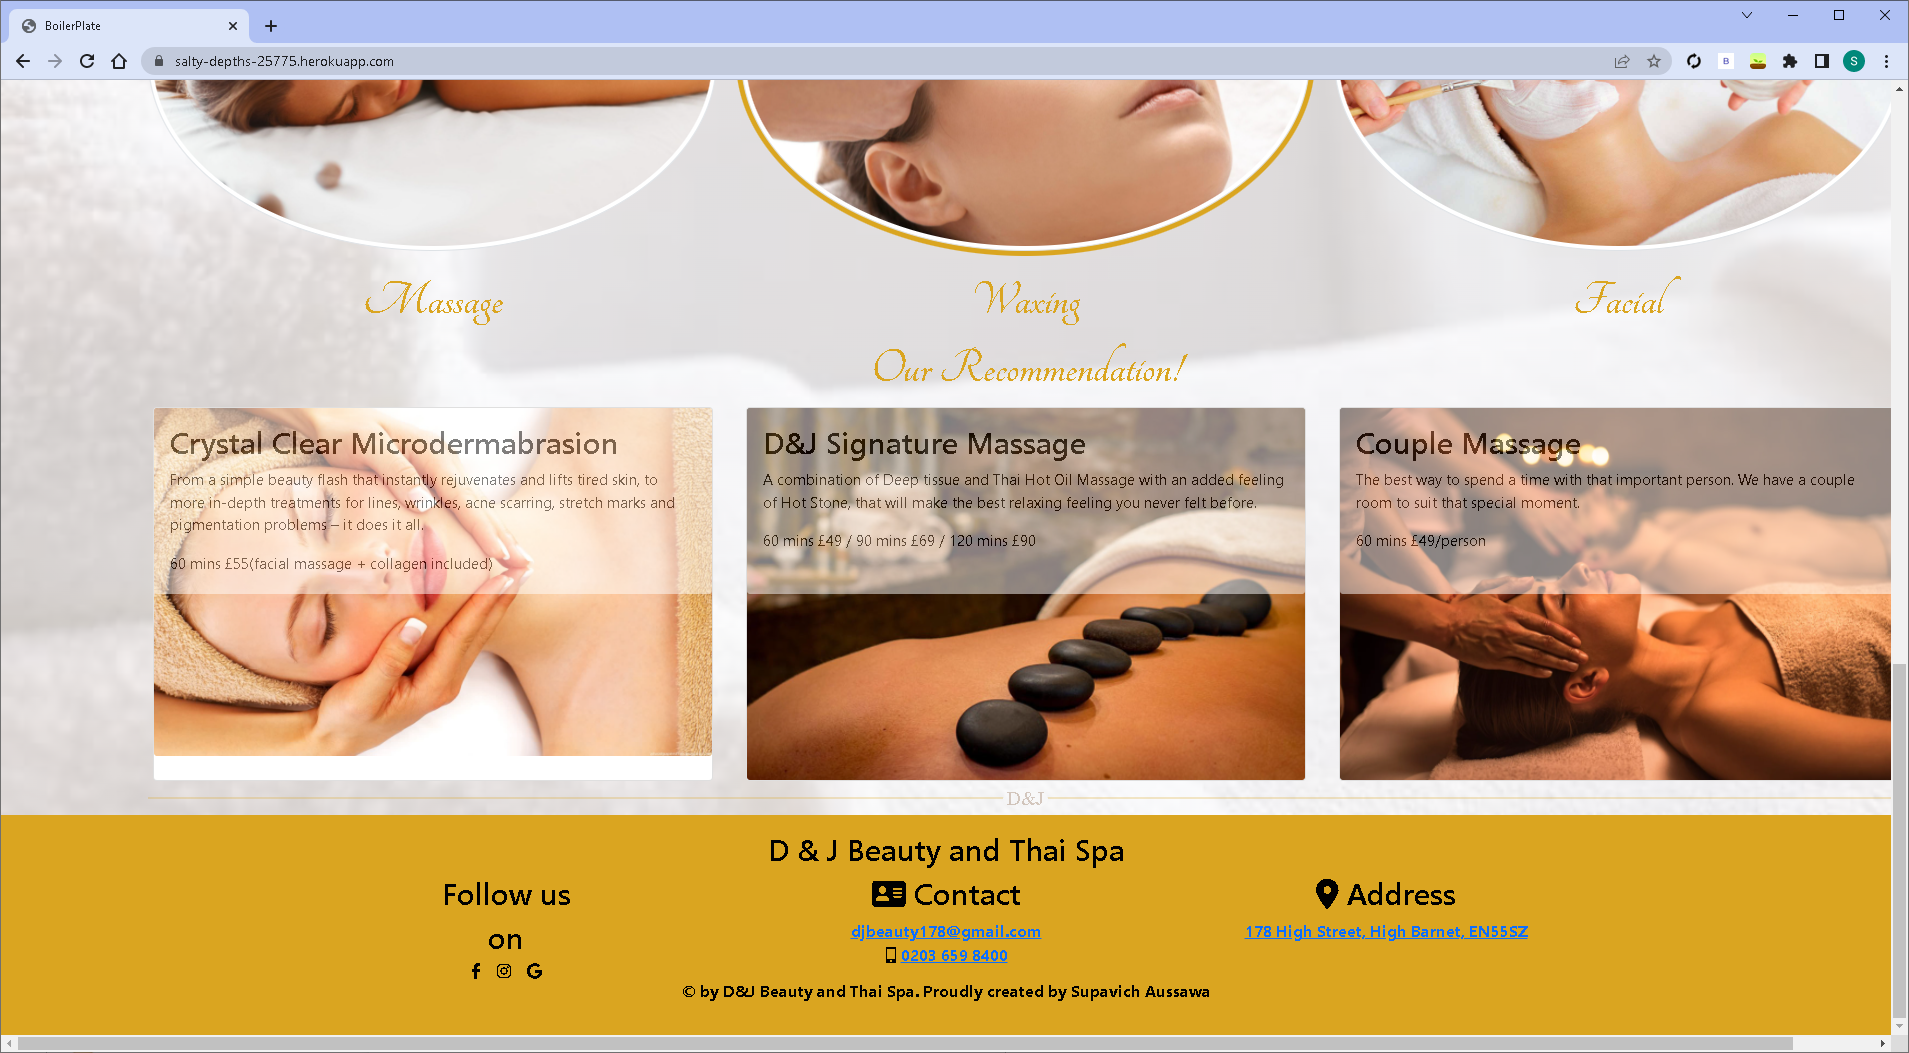 BoilerPlate
salty-depths-25775.herokuapp.com
B
S
Massage
Waxing
Facial
Our Recommendation!
Crystal Clear Microdermabrasion
From a simple beauty flash that instantly rejuvenates and lifts tired skin, to
more in-depth treatments for lines, wrinkles, acne scarring, stretch marks and
pigmentation problems – it does it all.
60 mins £55(facial massage + collagen included)
D&J Signature Massage
A combination of Deep tissue and Thai Hot Oil Massage with an added feeling
of Hot Stone, that will make the best relaxing feeling you never felt before.
60 mins £49 / 90 mins £69 / 120 mins £90
Couple Massage
The best way to spend a time with that important person. We have a couple
room to suit that special moment.
60 mins £49/person
D&J
D & J Beauty and Thai Spa
Follow us
on
Contact
djbeauty178@gmail.com
0203 659 8400
Address
178 High Street, High Barnet, EN55SZ
© by D&J Beauty and Thai Spa. Proudly created by Supavich Aussawa